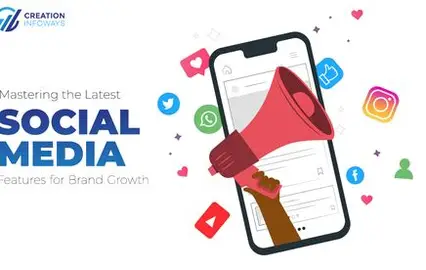 CREATION
INFOWAYS
Mastering the Latest
SOCIAL
MEDIA
Features for Brand Growth